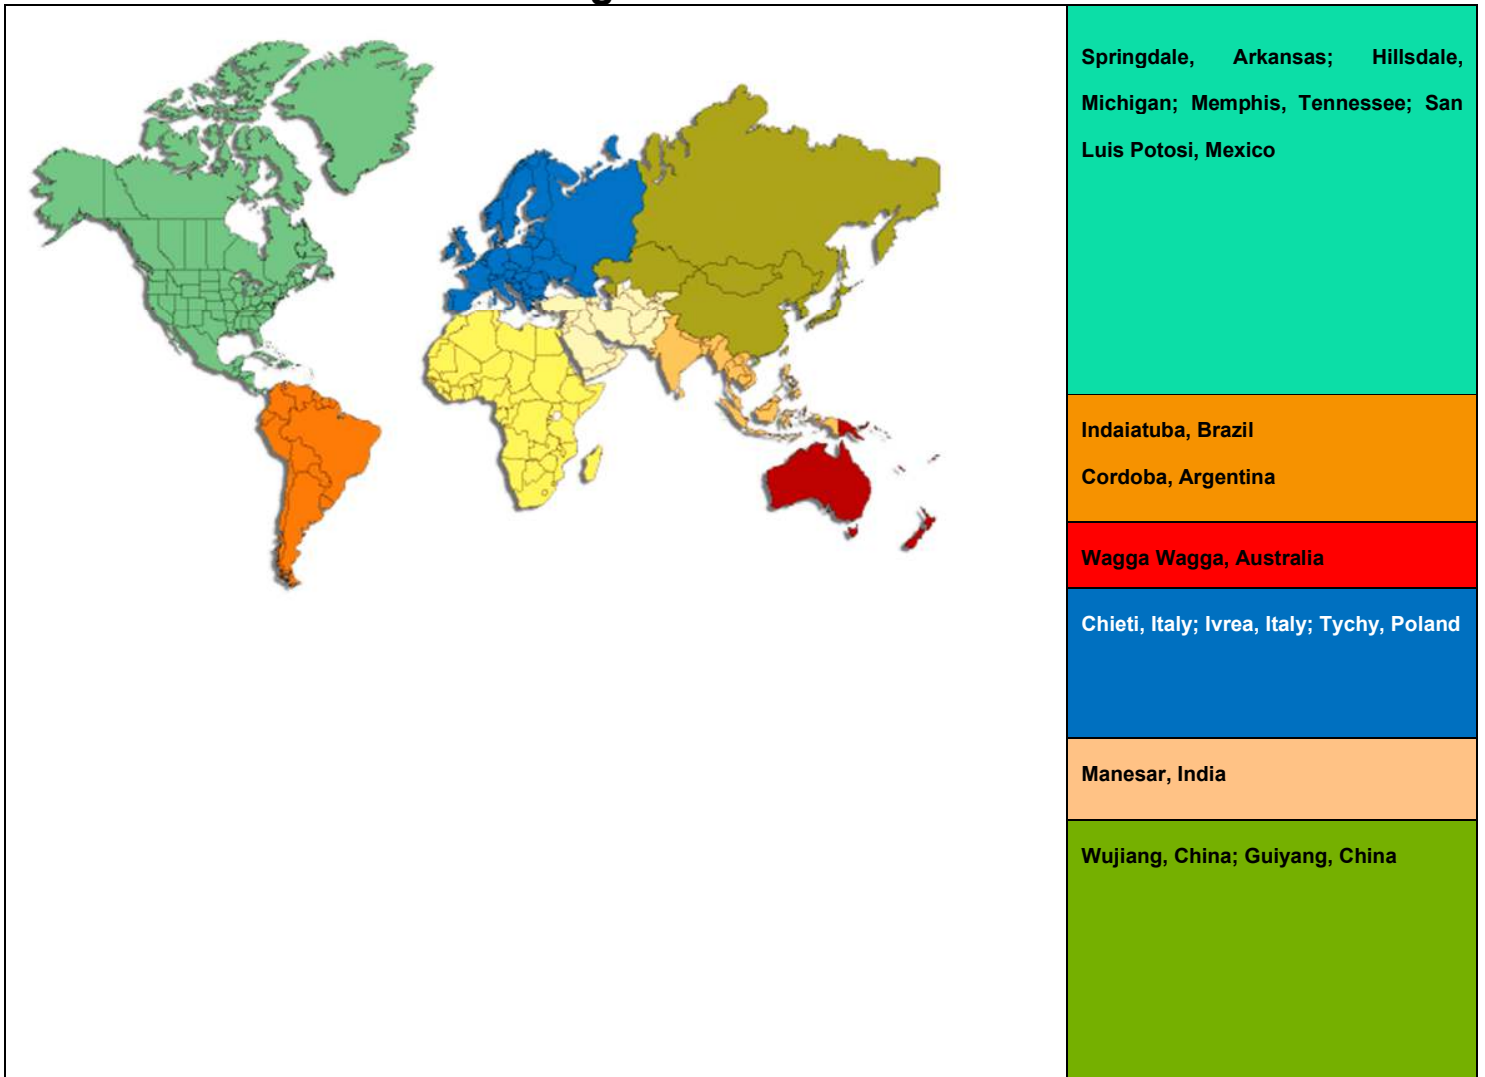 Springdale, Arkansas; Hillsdale,
Michigan; Memphis, Tennessee; San
Luis Potosi, Mexico
Indaiatuba, Brazil
Cordoba, Argentina
Wagga Wagga, Australia
Chieti, Italy; Ivrea, Italy; Tychy, Poland
Manesar, India
Wujiang, China; Guiyang, China